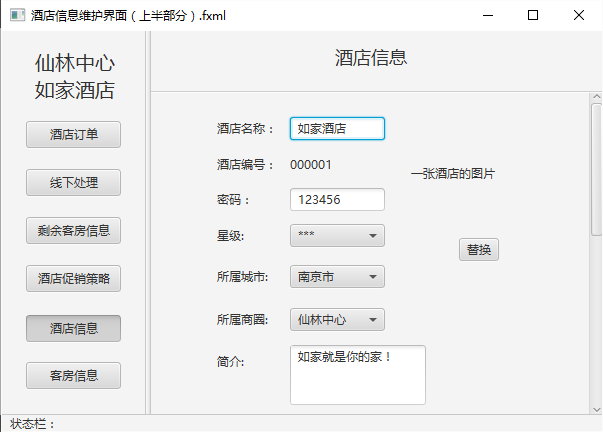 酒店信息维护界面（上半部分）.fxml
仙林中心
如家酒店
酒店订单
线下处理
剩余客房信息
酒店促销策略
酒店信息
客房信息
酒店信息
酒店名称： 如家酒店
酒店编号： 000001
一张酒店的图片
密码： 123456
星级: ***
替换
所属城市: 南京市
所属商圈: 仙林中心
简介: 如家就是你的家！
状态栏：